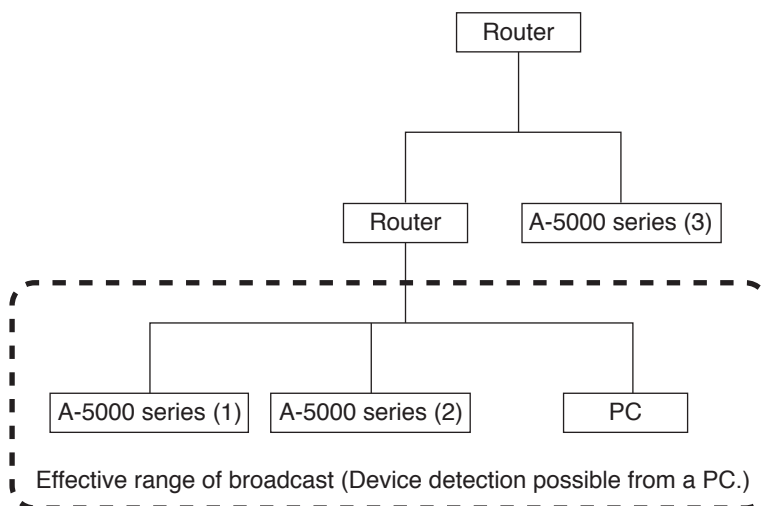 Router
Router
A-5000 series (3)
A-5000 series (1)
A-5000 series (2)
PC
Effective range of broadcast (Device detection possible from a PC.)